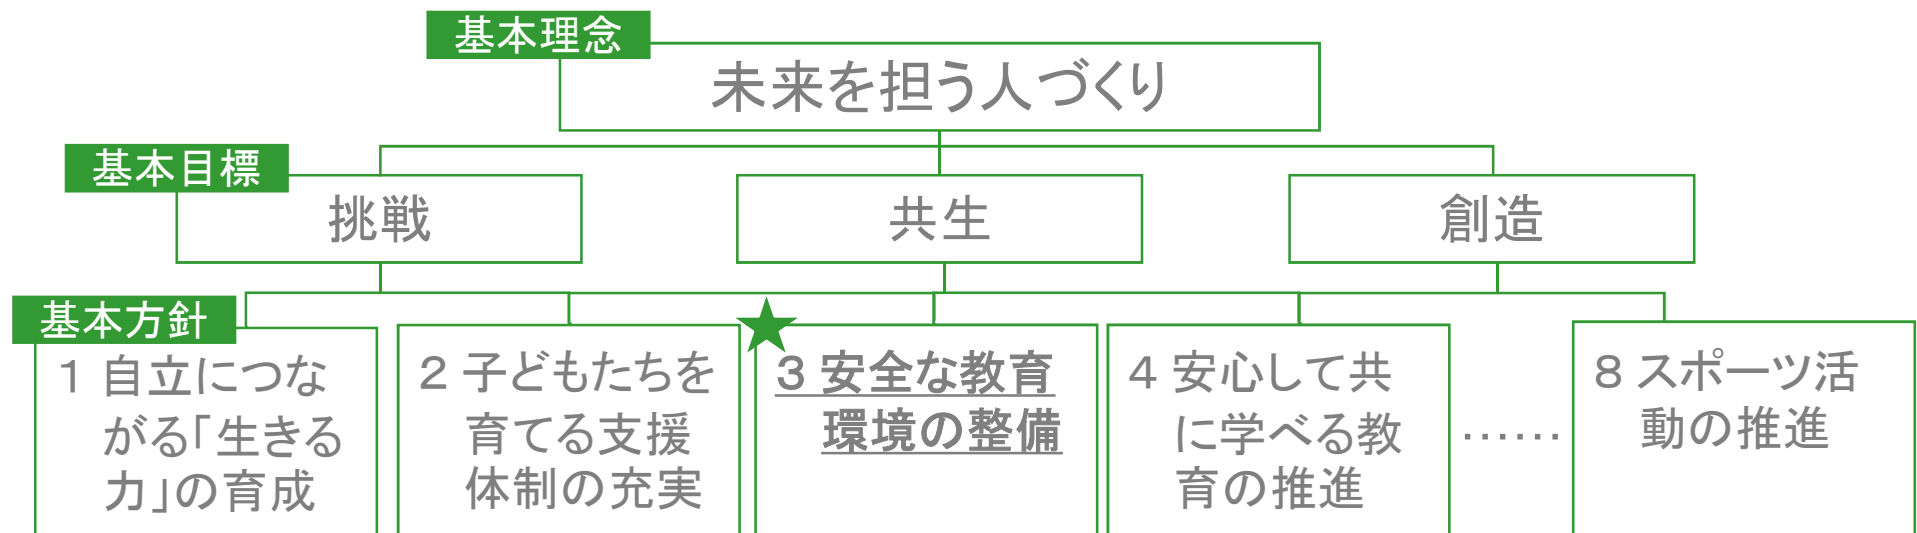 基本理念
未来を担う人づくり
基本目標
挑戦
共生
創造
基本方針
1 自立につな
がる「生きる
力」の育成
2 子どもたちを
育てる支援
体制の充実
3 安全な教育
環境の整備
4 安心して共
に学べる教
育の推進
……
8 スポーツ活
動の推進